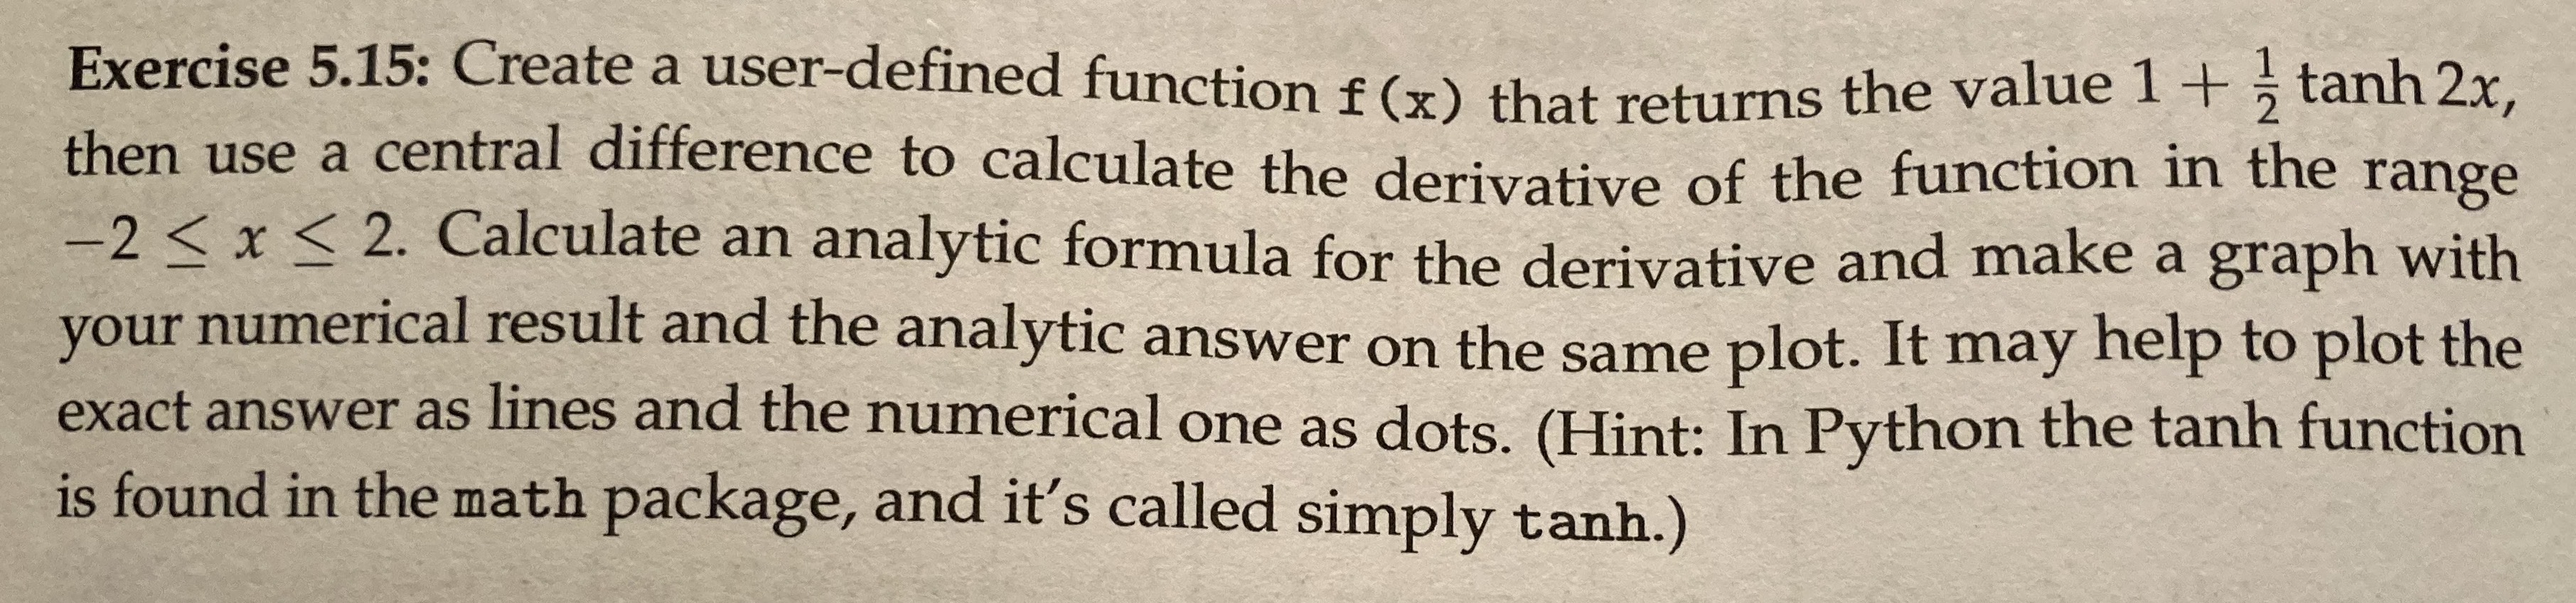 Exercise 5.15: Create a user-defined function f(x) that returns the value 1 + ½ tanh 2x,
then use a central difference to calculate the derivative of the function in the range
−2 ≤ x ≤ 2. Calculate an analytic formula for the derivative and make a graph with
your numerical result and the analytic answer on the same plot. It may help to plot the
exact answer as lines and the numerical one as dots. (Hint: In Python the tanh function
is found in the math package, and it's called simply tanh.)